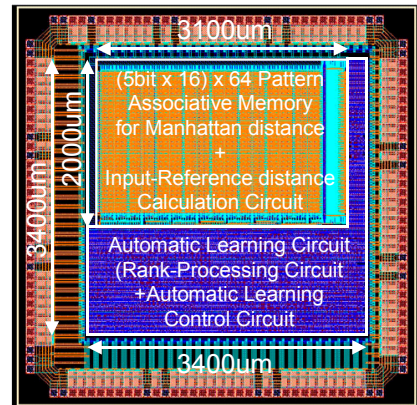 3100um
(5bit x 16) x 64 Pattern
Associative Memory
for Manhattan distance
+
Input-Reference distance
Calculation Circuit
2000um
3400um
Automatic Learning Circuit
(Rank-Processing Circuit
+Automatic Learning
Control Circuit
3400um